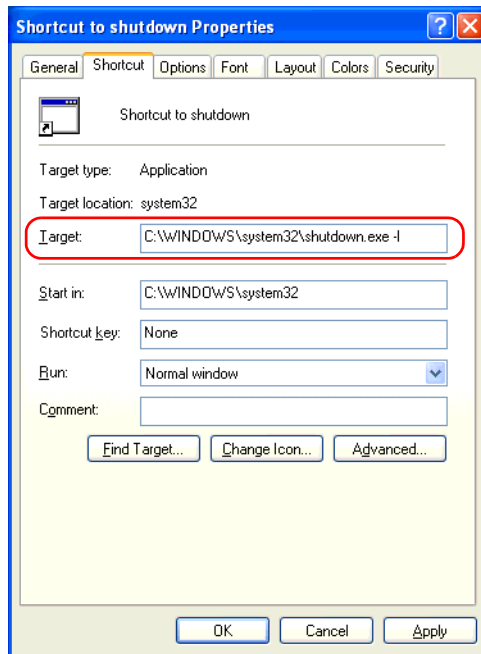 Shortcut to shutdown Properties
General Shortcut Options Font Layout Colors Security
Shortcut to shutdown
Target type: Application
Target location: system32
Target: C:\WINDOWS\system32\shutdown.exe -l
Start in: C:\WINDOWS\system32
Shortcut key: None
Run: Normal window
Comment:
Find Target... Change Icon... Advanced...
OK Cancel Apply